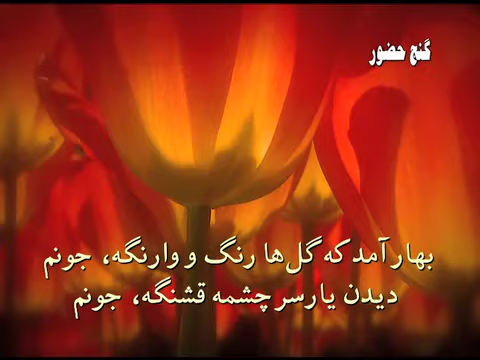 گنج حضور
بهار آمد که گل‌ها رنگ و وارنگه، جونم
دیدن یار سر چشمه قشنگه، جونم